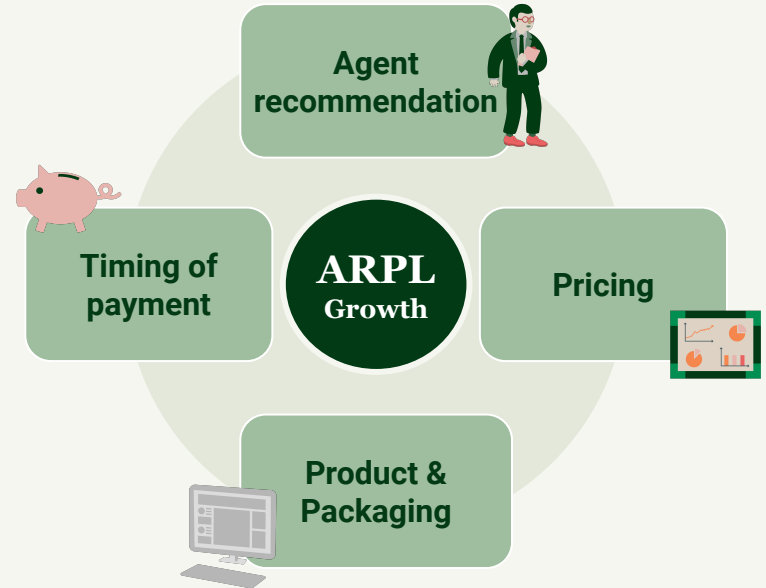 Agent
recommendation
Timing of
payment
ARPL
Growth
Pricing
Product &
Packaging